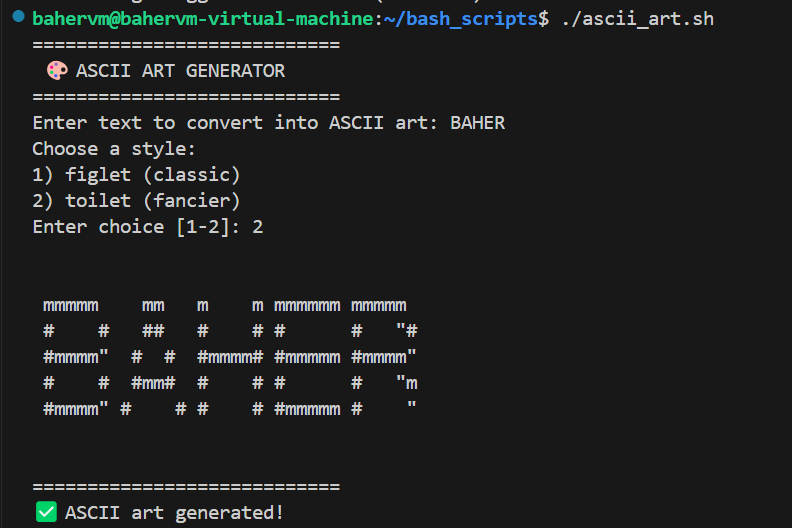 bahervm@bahervm-virtual-machine:~/bash_scripts$ ./ascii_art.sh
============================
🎨 ASCII ART GENERATOR
============================
Enter text to convert into ASCII art: BAHER
Choose a style:
1) figlet (classic)
2) toilet (fancier)
Enter choice [1-2]: 2
 mmmmm    mm   m    m mmmmmm mmmmm
 #    #   ##   #    # #      #   "#
 #mmmm"  #  #  #mmmm# #mmmmm #mmmm"
 #    #  #mm#  #    # #      #   "m
 #mmmm" #    # #    # #mmmmm #    "
============================
✅ ASCII art generated!